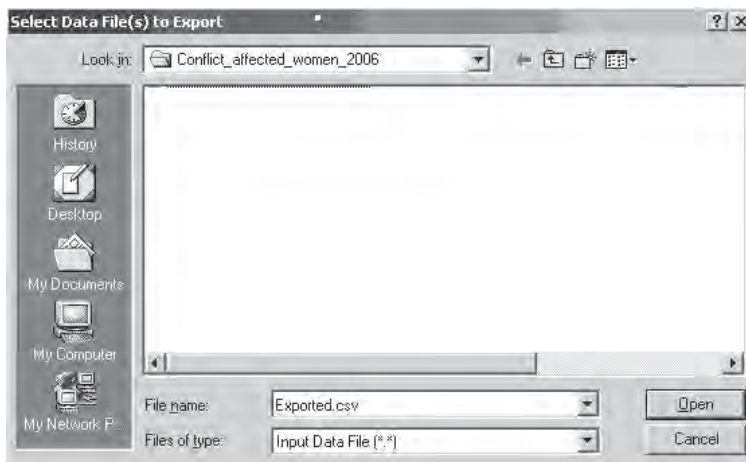 Select Data File(s) to Export
Look in: Conflict_affected_women_2006
History
Desktop
My Documents
My Computer
My Network P...
File name: Exported.csv Open
Files of type: Input Data File (*.*) Cancel